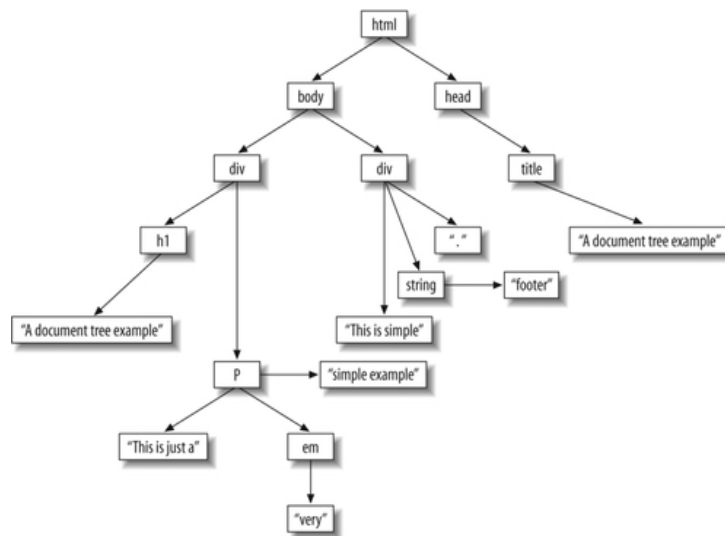 html
body
head
div
div
title
h1
“.”
“A document tree example”
string
“footer”
“A document tree example”
“This is simple”
P
“simple example”
“This is just a”
em
“very”